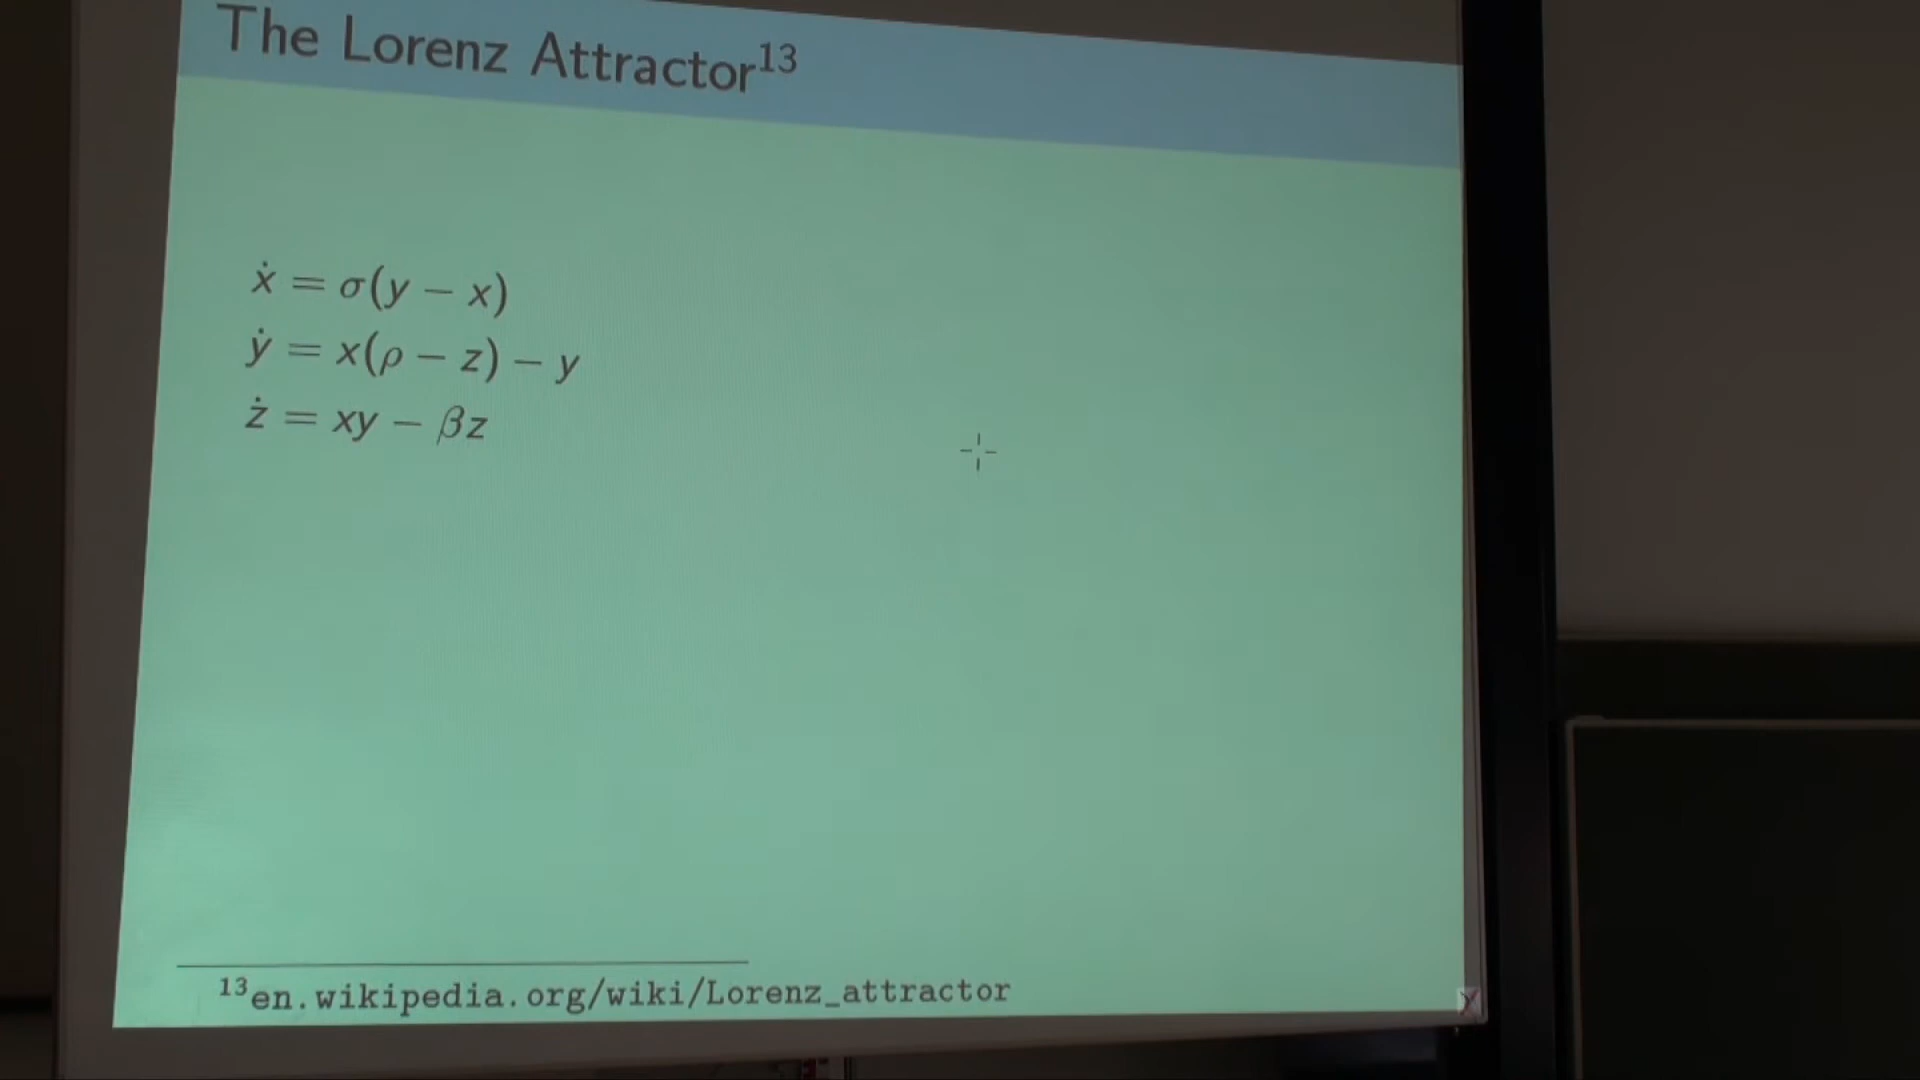 The Lorenz Attractor¹³
ẋ = σ(y − x)
ẏ = x(ρ − z) − y
ż = xy − βz
¹³en.wikipedia.org/wiki/Lorenz_attractor